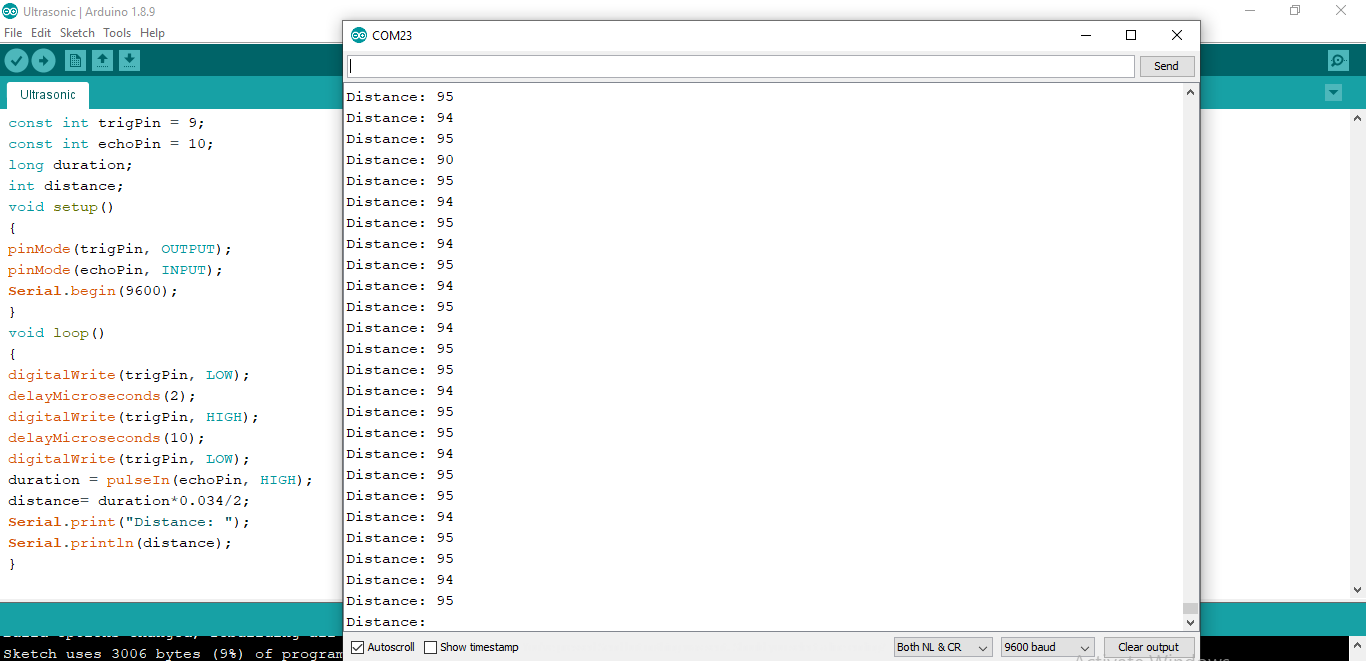 Ultrasonic | Arduino 1.8.9
File Edit Sketch Tools Help
Ultrasonic
const int trigPin = 9;
const int echoPin = 10;
long duration;
int distance;
void setup()
{
pinMode(trigPin, OUTPUT);
pinMode(echoPin, INPUT);
Serial.begin(9600);
}
void loop()
{
digitalWrite(trigPin, LOW);
delayMicroseconds(2);
digitalWrite(trigPin, HIGH);
delayMicroseconds(10);
digitalWrite(trigPin, LOW);
duration = pulseIn(echoPin, HIGH);
distance= duration*0.034/2;
Serial.print("Distance: ");
Serial.println(distance);
}
Sketch uses 3006 bytes (9%) of program
COM23
Send
Distance: 95
Distance: 94
Distance: 95
Distance: 90
Distance: 95
Distance: 94
Distance: 95
Distance: 94
Distance: 95
Distance: 94
Distance: 95
Distance: 94
Distance: 95
Distance: 95
Distance: 94
Distance: 95
Distance: 95
Distance: 94
Distance: 95
Distance: 95
Distance: 94
Distance: 95
Distance: 95
Distance: 94
Distance: 95
Distance:
Autoscroll Show timestamp Both NL & CR 9600 baud Clear output